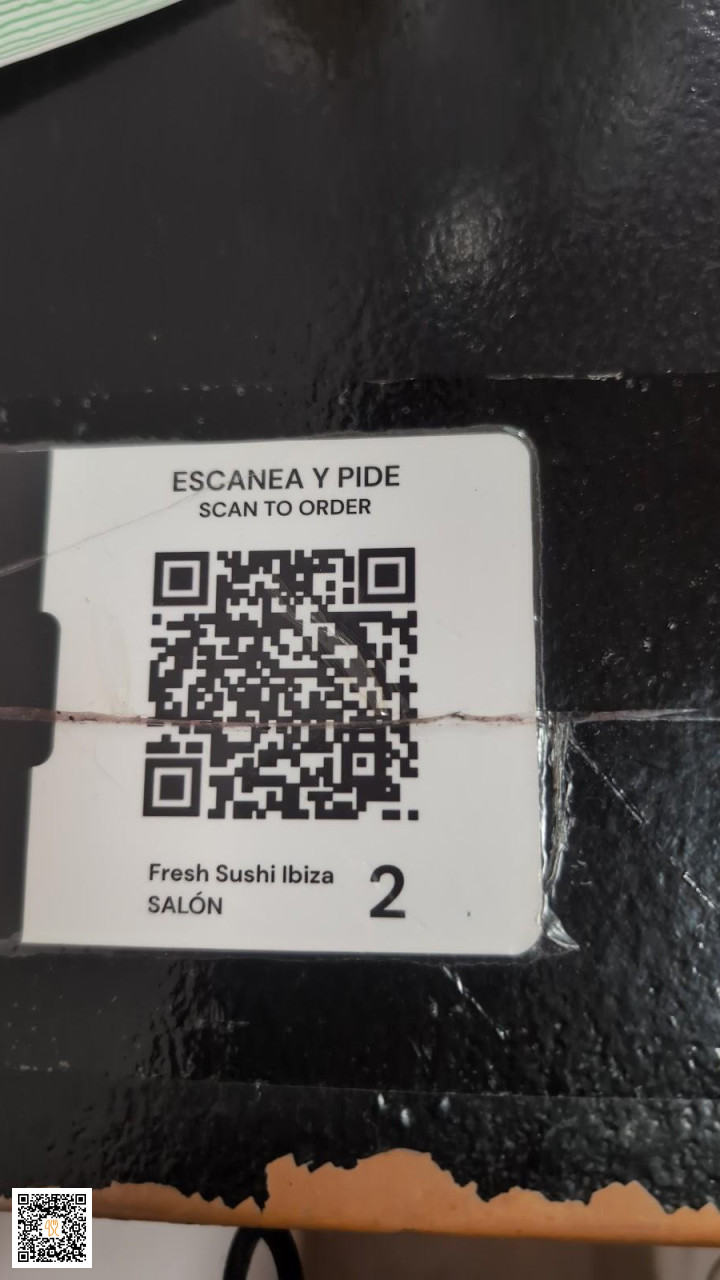 ESCANEA Y PIDE
SCAN TO ORDER
Fresh Sushi Ibiza
SALÓN
2